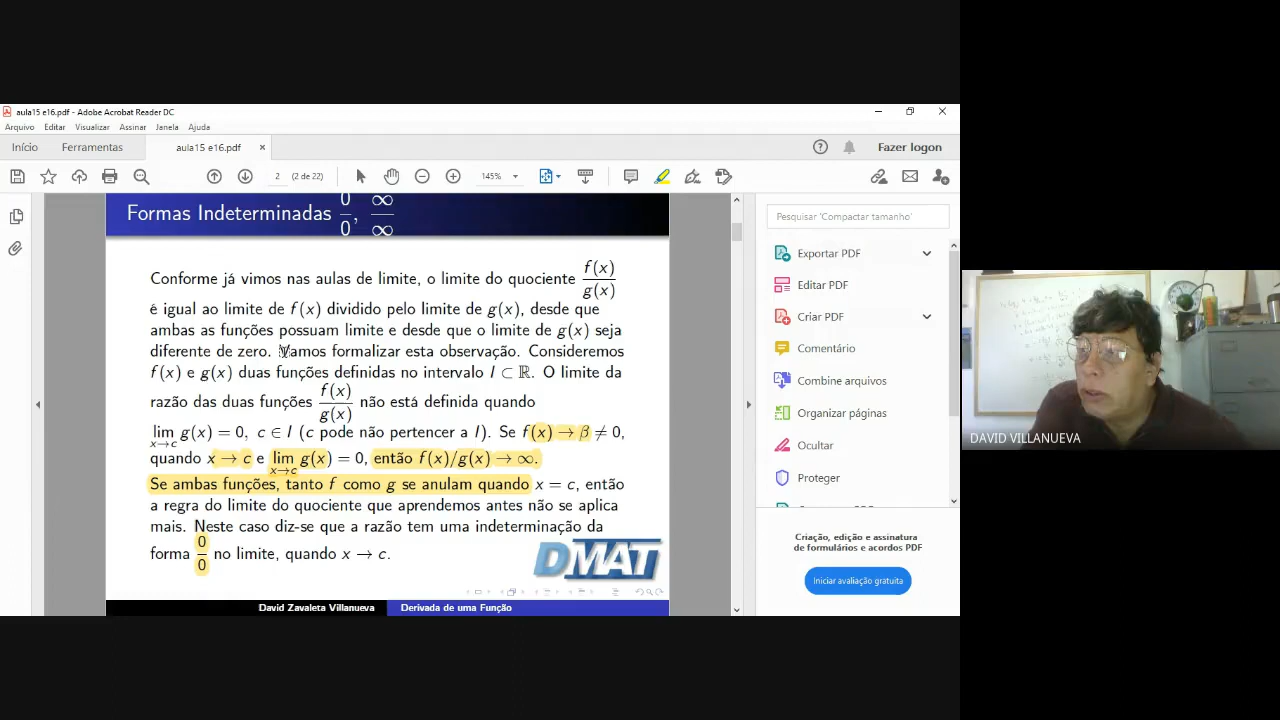 aula15 e16.pdf - Adobe Acrobat Reader DC
Arquivo Editar Visualizar Assinar Janela Ajuda
Início Ferramentas aula15 e16.pdf × Fazer logon
2 (2 de 22) 145%
Formas Indeterminadas 0/0, ∞/∞
Conforme já vimos nas aulas de limite, o limite do quociente f(x)/g(x)
é igual ao limite de f(x) dividido pelo limite de g(x), desde que
ambas as funções possuam limite e desde que o limite de g(x) seja
diferente de zero. Vamos formalizar esta observação. Consideremos
f(x) e g(x) duas funções definidas no intervalo I ⊂ ℝ. O limite da
razão das duas funções f(x)/g(x) não está definida quando
lim x→c g(x) = 0, c ∈ I (c pode não pertencer a I). Se f(x) → β ≠ 0,
quando x → c e lim x→c g(x) = 0, então f(x)/g(x) → ∞.
Se ambas funções, tanto f como g se anulam quando x = c, então
a regra do limite do quociente que aprendemos antes não se aplica
mais. Neste caso diz-se que a razão tem uma indeterminação da
forma 0/0 no limite, quando x → c.
DMAT
David Zavaleta Villanueva Derivada de uma Função
Pesquisar 'Compactar tamanho'
Exportar PDF
Editar PDF
Criar PDF
Comentário
Combine arquivos
Organizar páginas
Ocultar
Proteger
Criação, edição e assinatura
de formulários e acordos PDF
Iniciar avaliação gratuita
DAVID VILLANUEVA